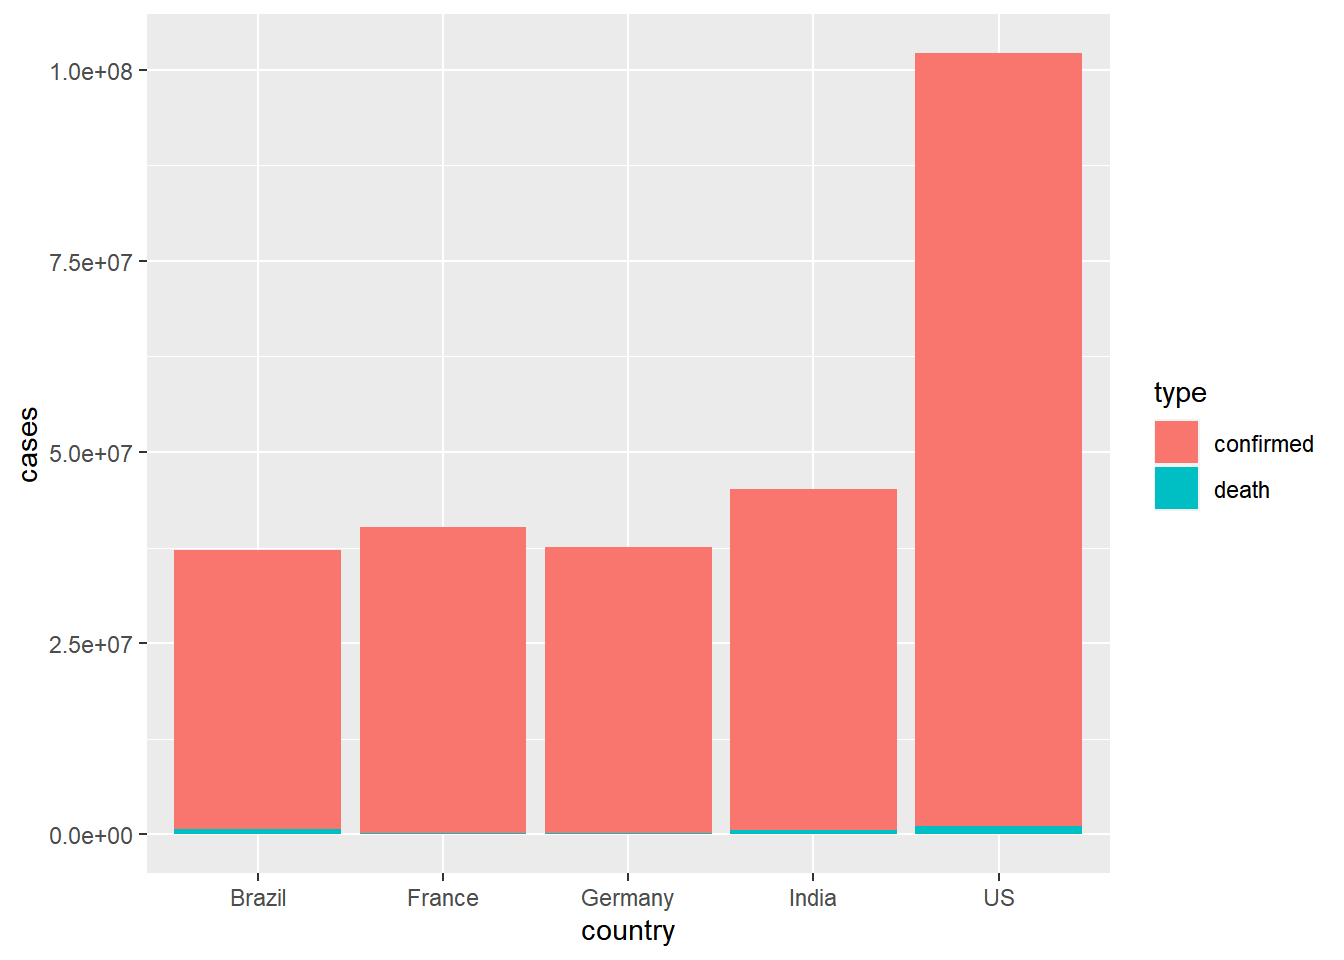 1.0e+08
7.5e+07
5.0e+07
2.5e+07
0.0e+00
cases
Brazil France Germany India US
country
type
confirmed
death